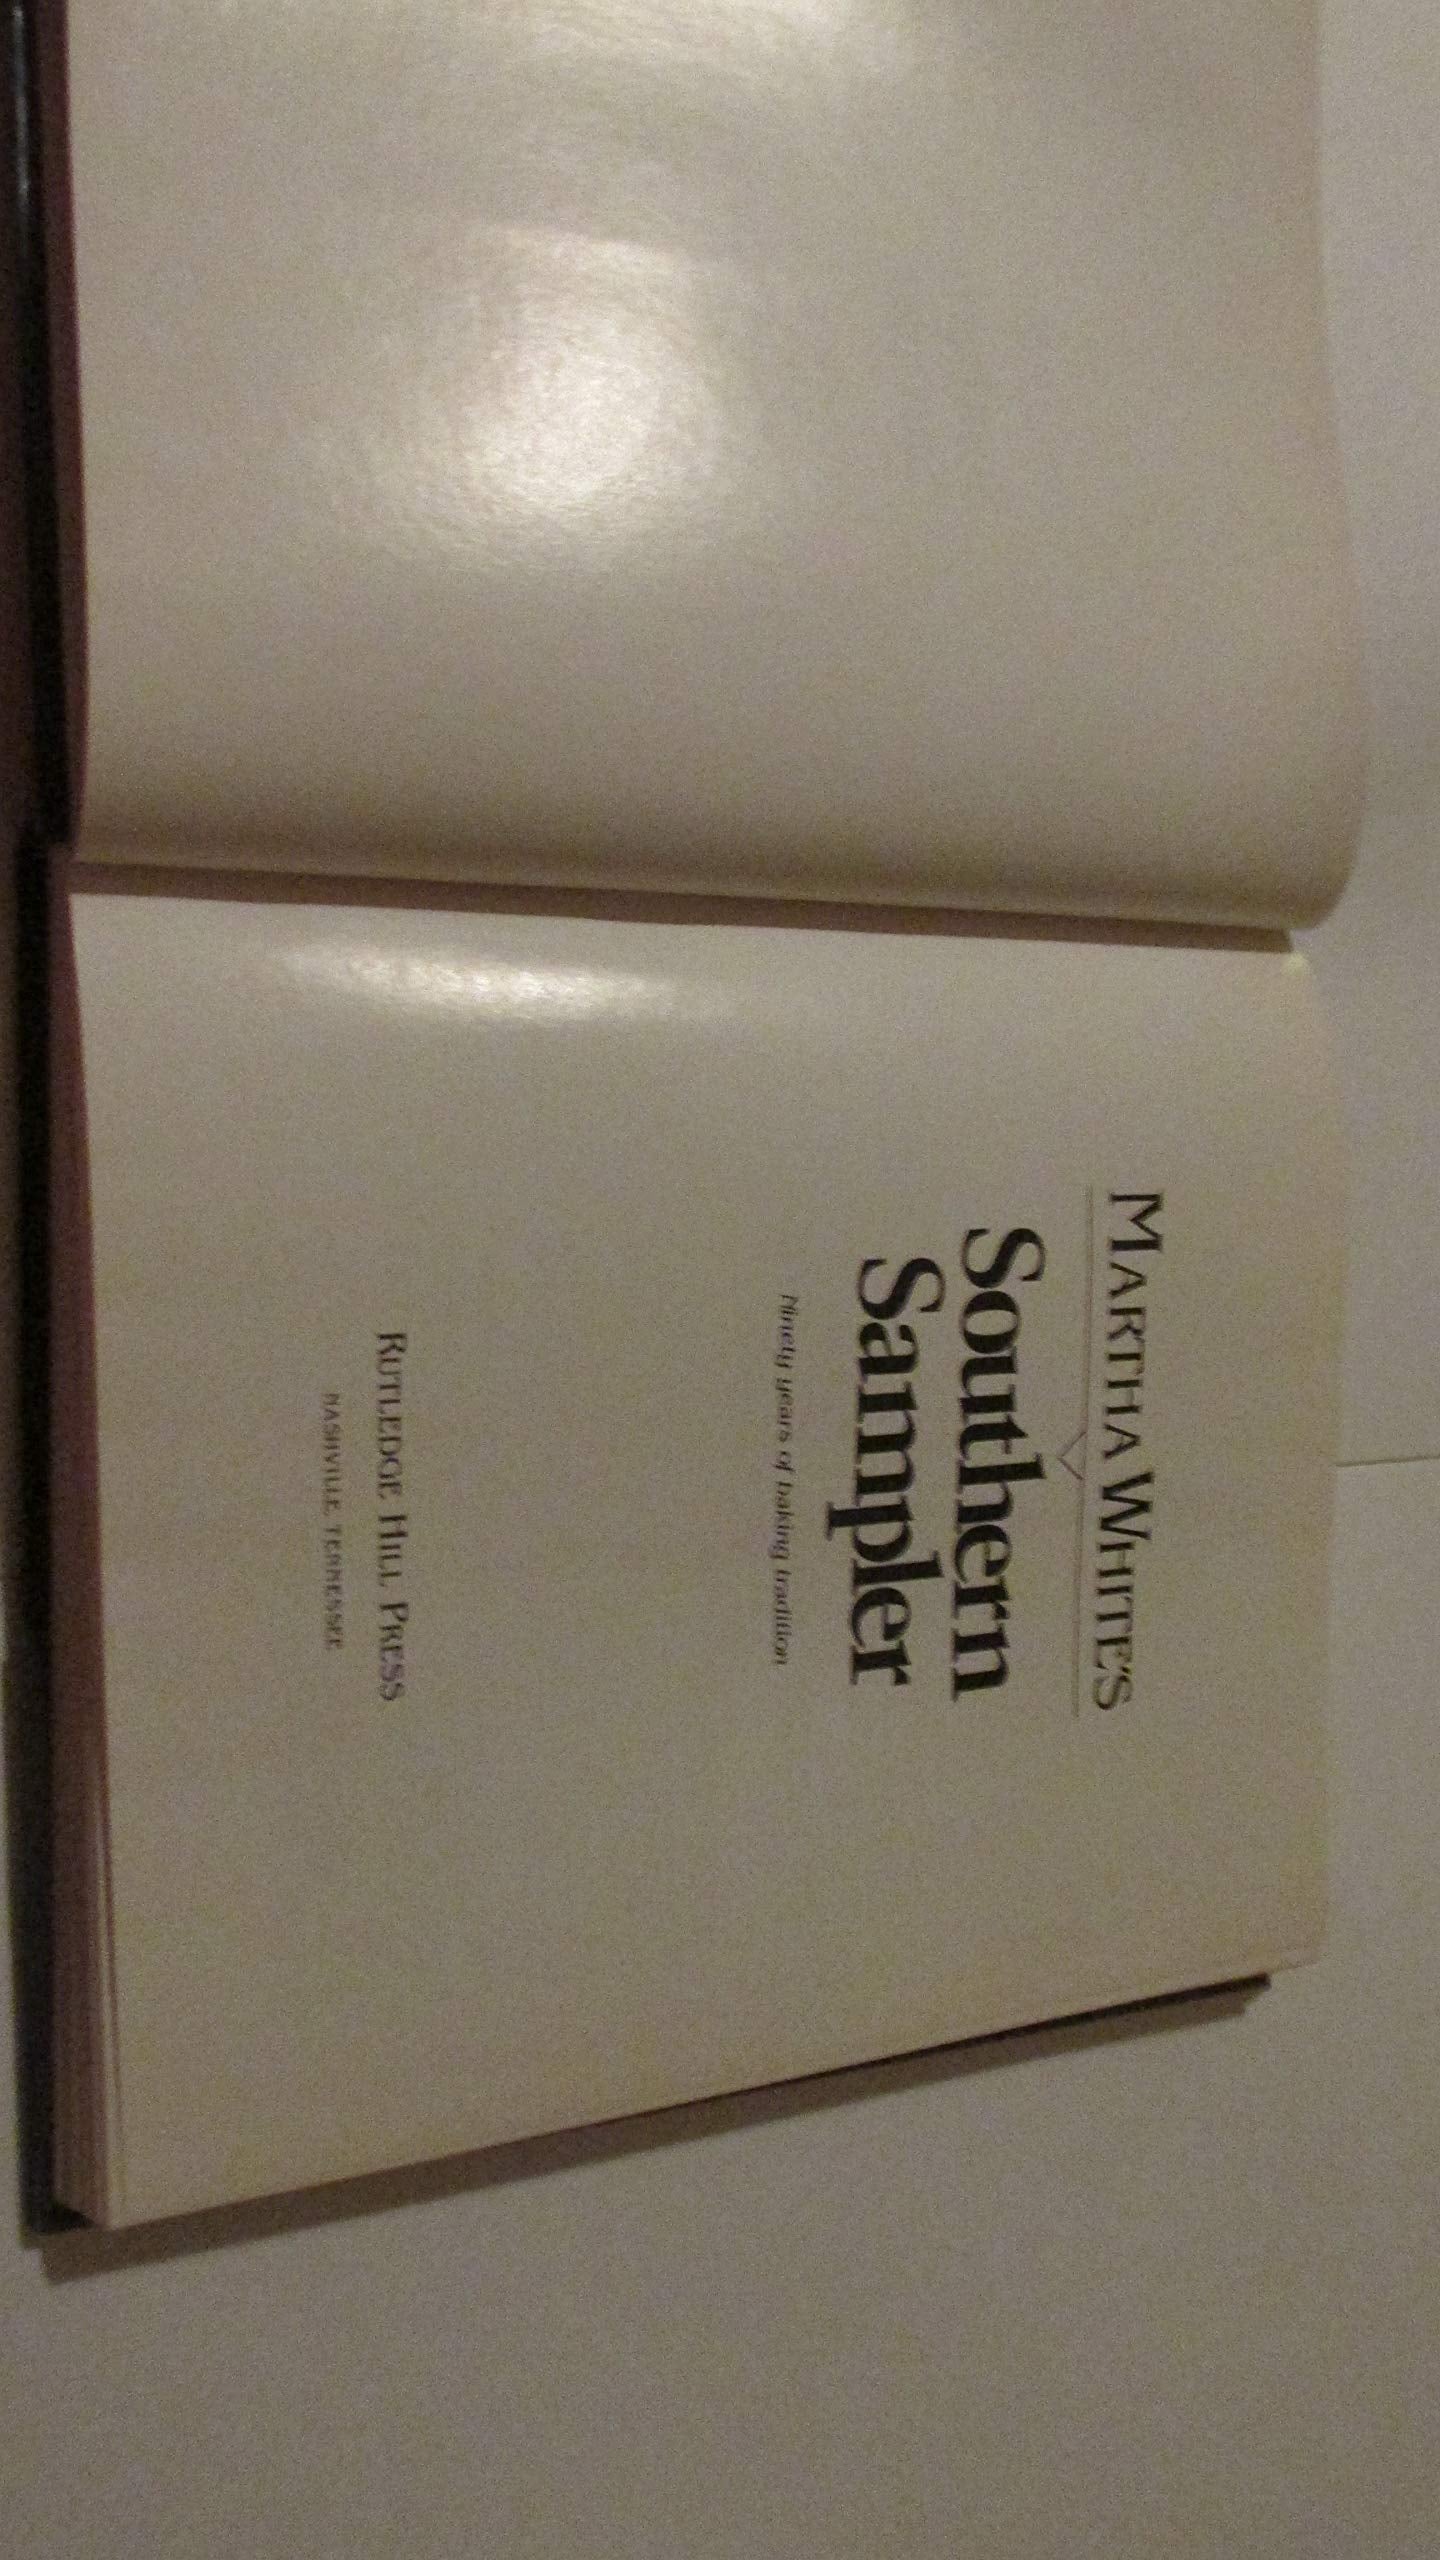 MARTHA WHITE'S
Southern
Sampler
Ninety years of baking tradition
RUTLEDGE HILL PRESS
NASHVILLE, TENNESSEE